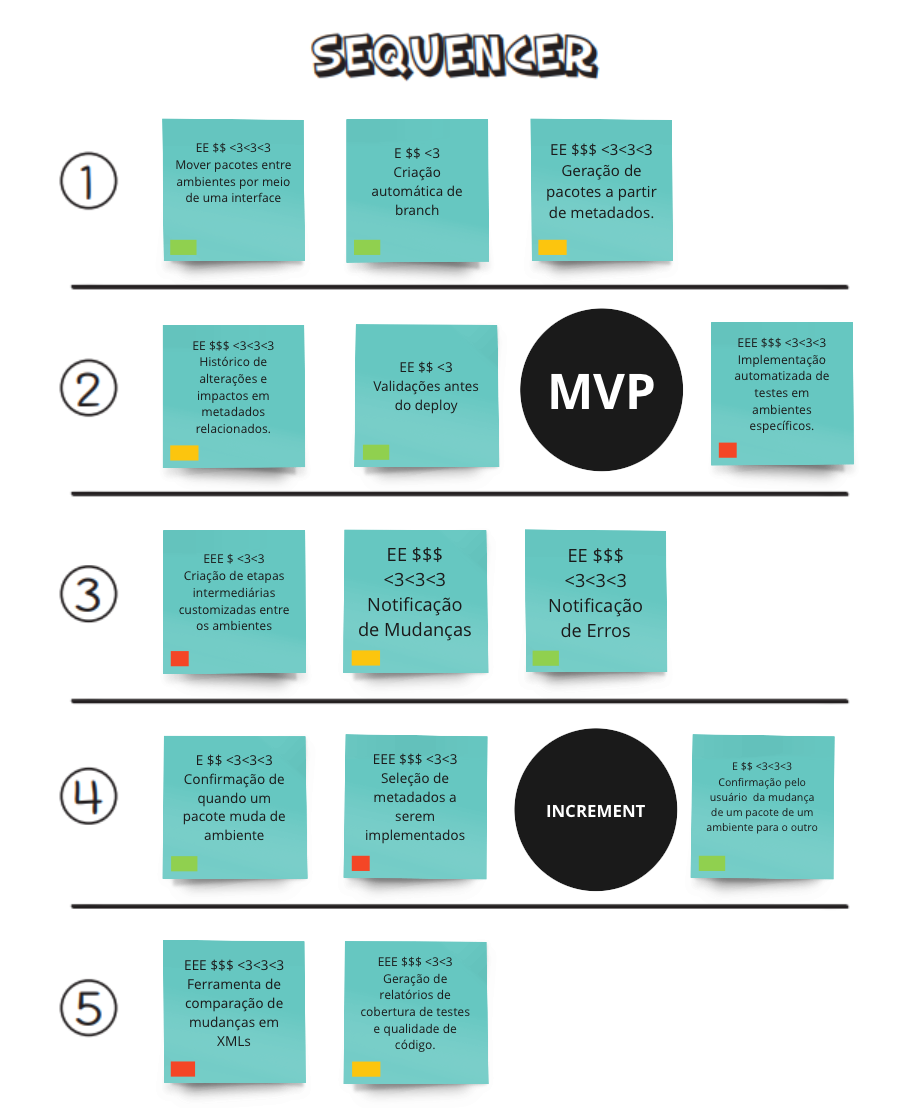 SEQUENCER
1
EE $$ <3<3<3
Mover pacotes entre
ambientes por meio
de uma interface
E $$ <3
Criação
automática de
branch
EE $$$ <3<3<3
Geração de
pacotes a partir
de metadados.
2
EE $$$ <3<3<3
Histórico de
alterações e
impactos em
metadados
relacionados.
EE $$ <3
Validações antes
do deploy
MVP
EEE $$$ <3<3<3
Implementação
automatizada de
testes em
ambientes
específicos.
3
EEE $ <3<3
Criação de etapas
intermediárias
customizadas entre
os ambientes
EE $$$
<3<3<3
Notificação
de Mudanças
EE $$$
<3<3<3
Notificação
de Erros
4
E $$ <3<3<3
Confirmação de
quando um
pacote muda de
ambiente
EEE $$$ <3<3
Seleção de
metadados a
serem
implementados
INCREMENT
E $$ <3<3<3
Confirmação pelo
usuário  da mudança
de um pacote de um
ambiente para o outro
5
EEE $$$ <3<3<3
Ferramenta de
comparação de
mudanças em
XMLs
EEE $$$ <3<3
Geração de
relatórios de
cobertura de testes
e qualidade de
código.